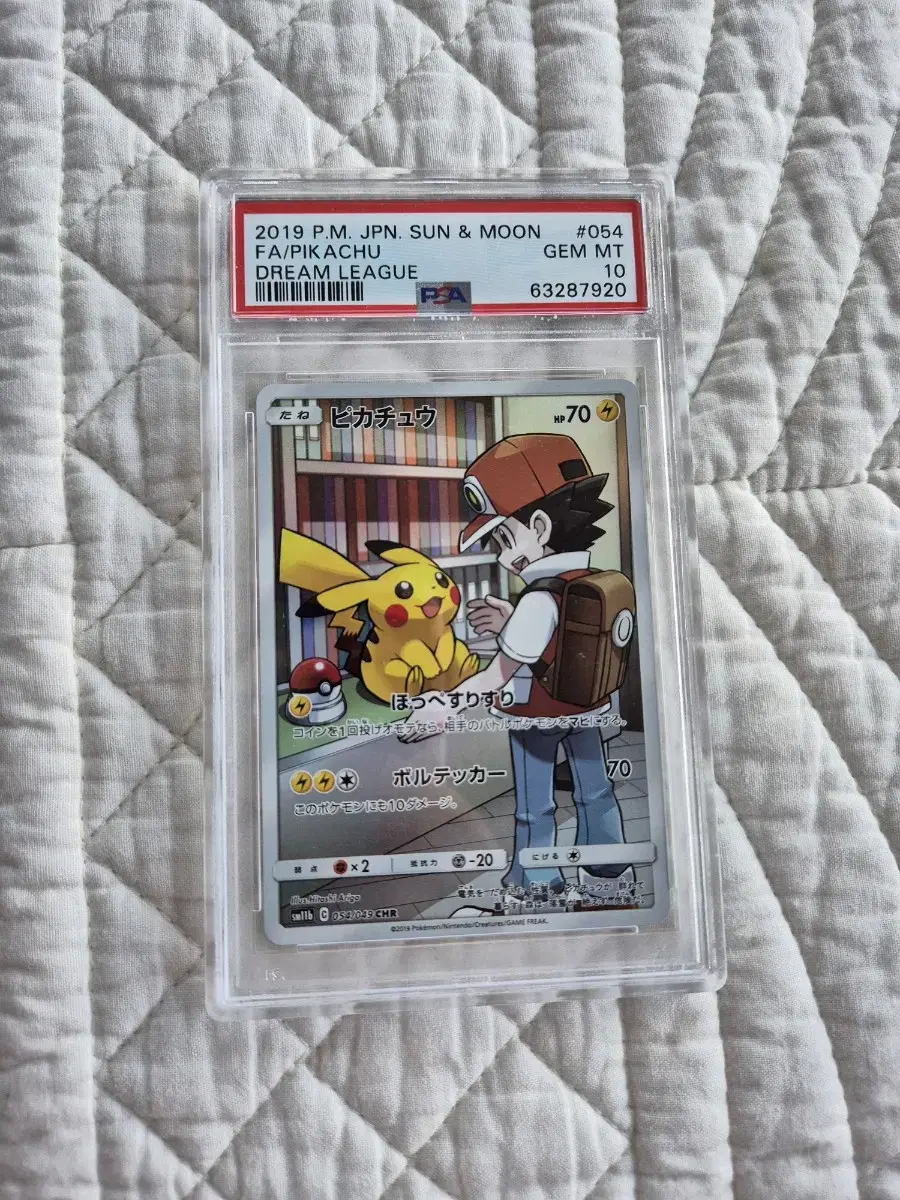 2019 P.M. JPN. SUN & MOON #054
FA/PIKACHU GEM MT
DREAM LEAGUE 10
PSA 63287920
たね ピカチュウ HP70
ほっぺすりすり
コインを1回投げオモテなら、相手のバトルポケモンをマヒにする。
ボルテッカー 70
このポケモンにも10ダメージ。
弱点 ×2 抵抗力 -20 にげる
Illus.Hitoshi Ariga
sm11b C 054/049 CHR
©2019 Pokémon/Nintendo/Creatures/GAME FREAK.